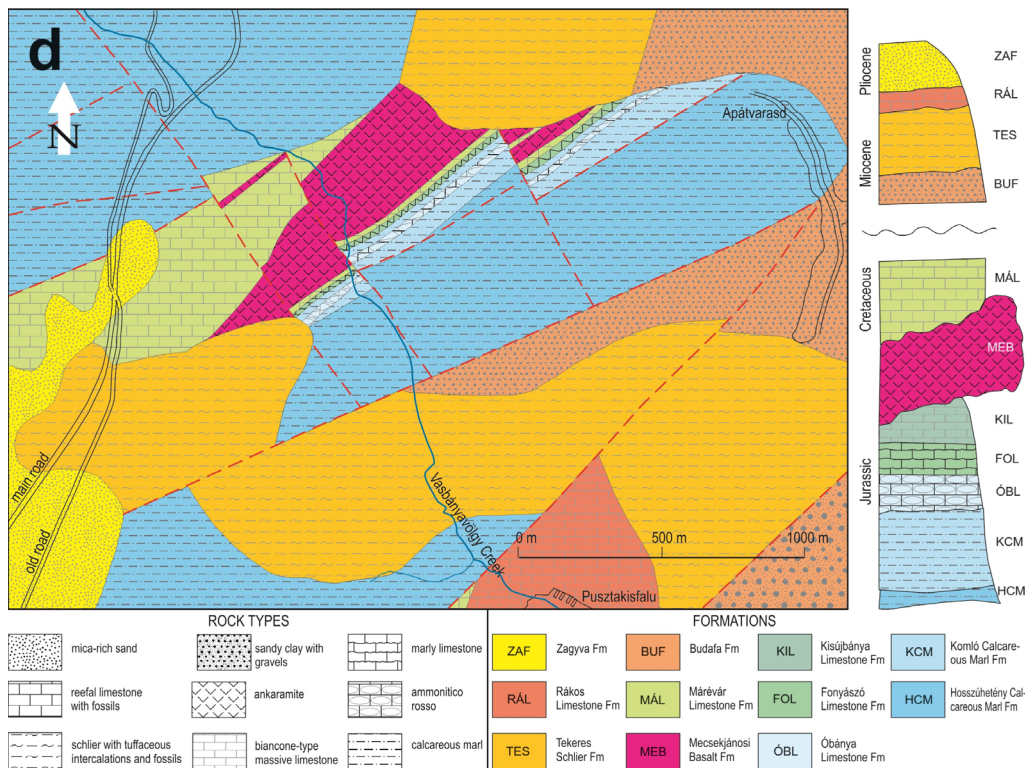 d
N
Apátvarasd
main road
old road
Vasbányavölgy Creek
0 m
500 m
1000 m
Pusztakisfalu
Pliocene
Miocene
ZAF
RÁL
TES
BUF
Cretaceous
Jurassic
MÁL
MEB
KIL
FOL
ÓBL
KCM
HCM
ROCK TYPES
mica-rich sand
sandy clay with
gravels
marly limestone
reefal limestone
with fossils
ankaramite
ammonitico
rosso
schlier with tuffaceous
intercalations and fossils
biancone-type
massive limestone
calcareous marl
FORMATIONS
ZAF
Zagyva Fm
BUF
Budafa Fm
KIL
Kisújbánya
Limestone Fm
KCM
Komló Calcare-
ous Marl Fm
RÁL
Rákos
Limestone Fm
MÁL
Márévár
Limestone Fm
FOL
Fonyászó
Limestone Fm
HCM
Hosszúhetény Cal-
careous Marl Fm
TES
Tekeres
Schlier Fm
MEB
Mecsekjánosi
Basalt Fm
ÓBL
Óbánya
Limestone Fm